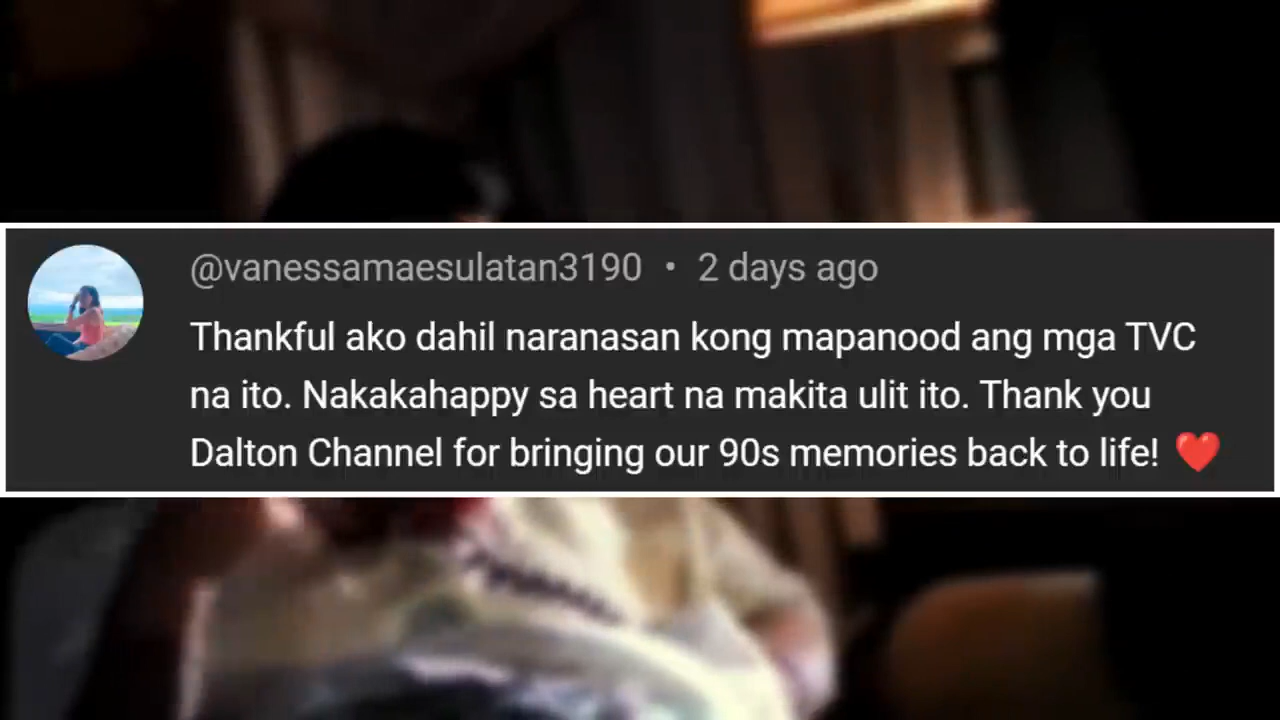 @vanessamaesulatan3190 • 2 days ago
Thankful ako dahil naranasan kong mapanood ang mga TVC
na ito. Nakakahappy sa heart na makita ulit ito. Thank you
Dalton Channel for bringing our 90s memories back to life! ❤️